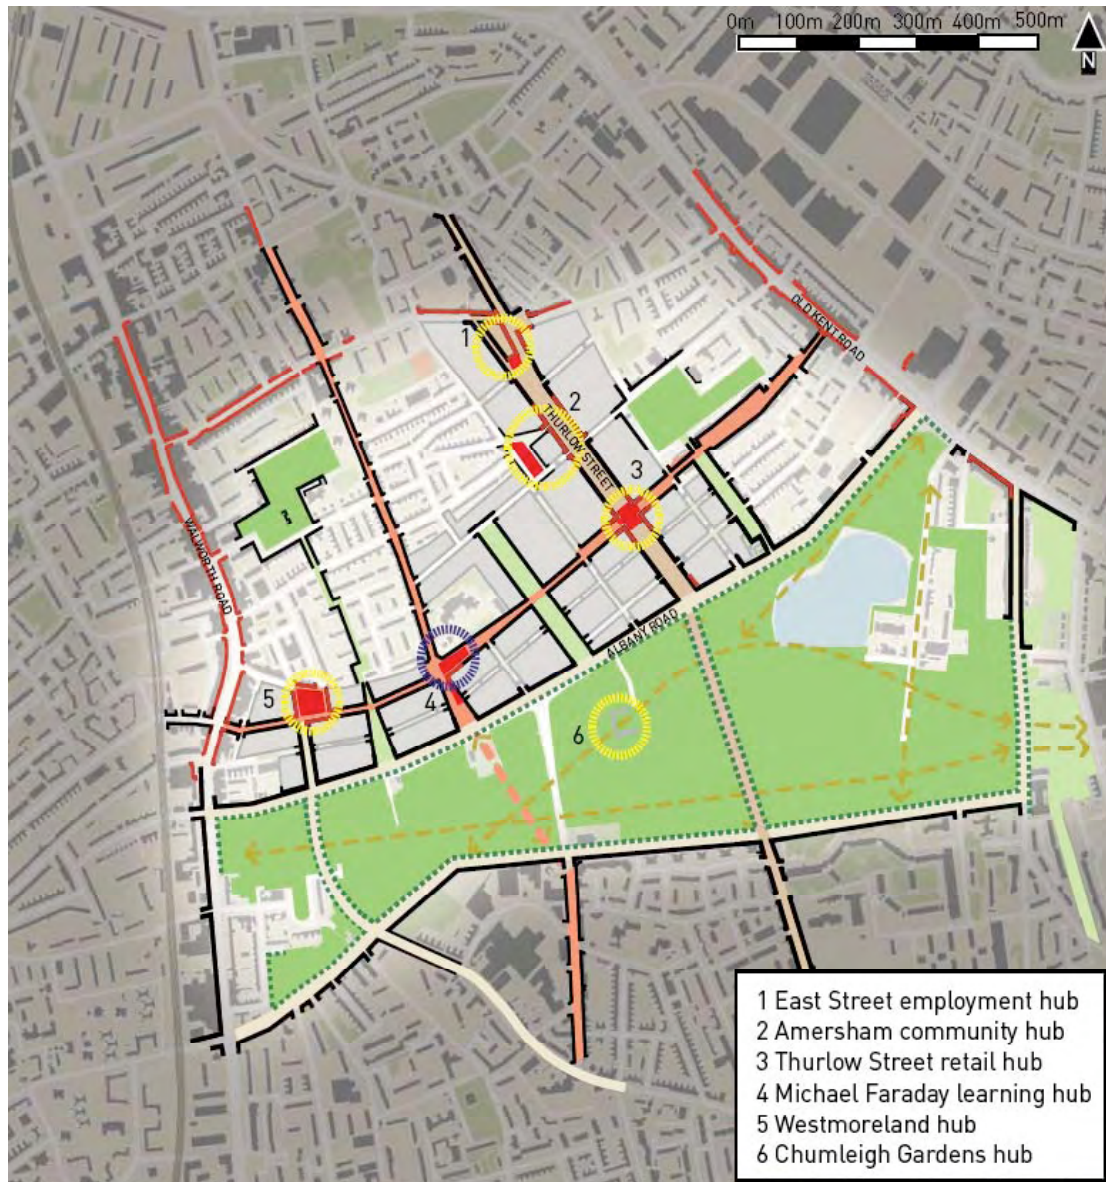 0m 100m 200m 300m 400m 500m
N
OLD KENT ROAD
1
2
THURLOW STREET
3
WALWORTH ROAD
ALBANY ROAD
4
5
6
1 East Street employment hub
2 Amersham community hub
3 Thurlow Street retail hub
4 Michael Faraday learning hub
5 Westmoreland hub
6 Chumleigh Gardens hub